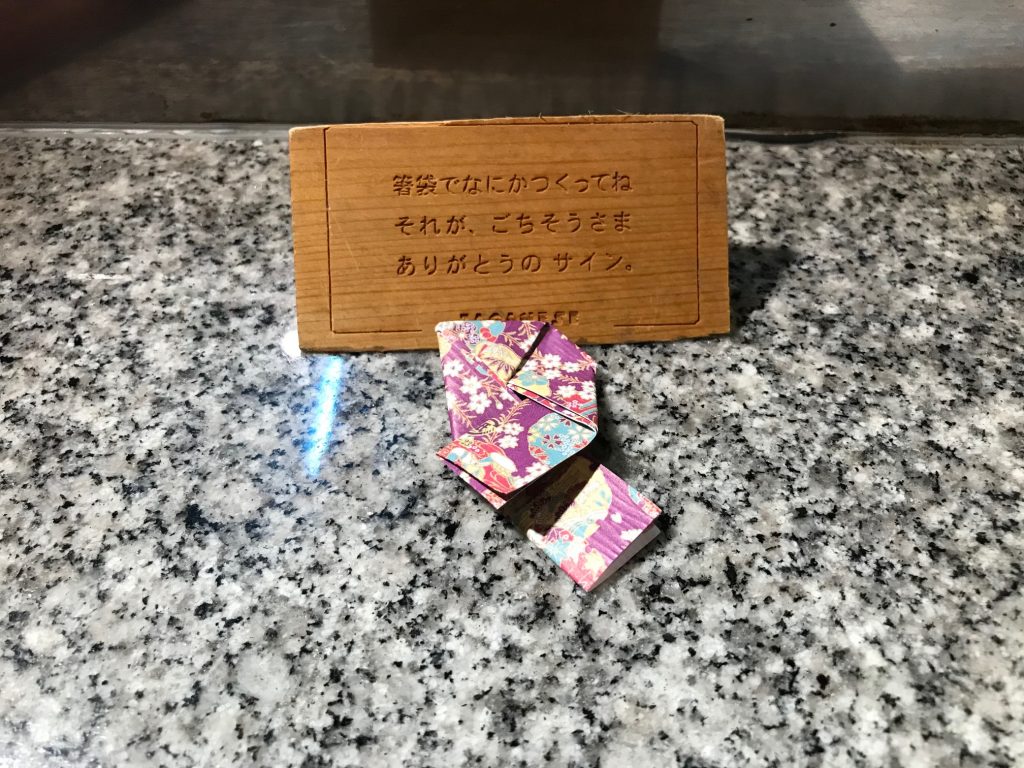 箸袋でなにかつくってね
それが、ごちそうさま
ありがとうの サイン。